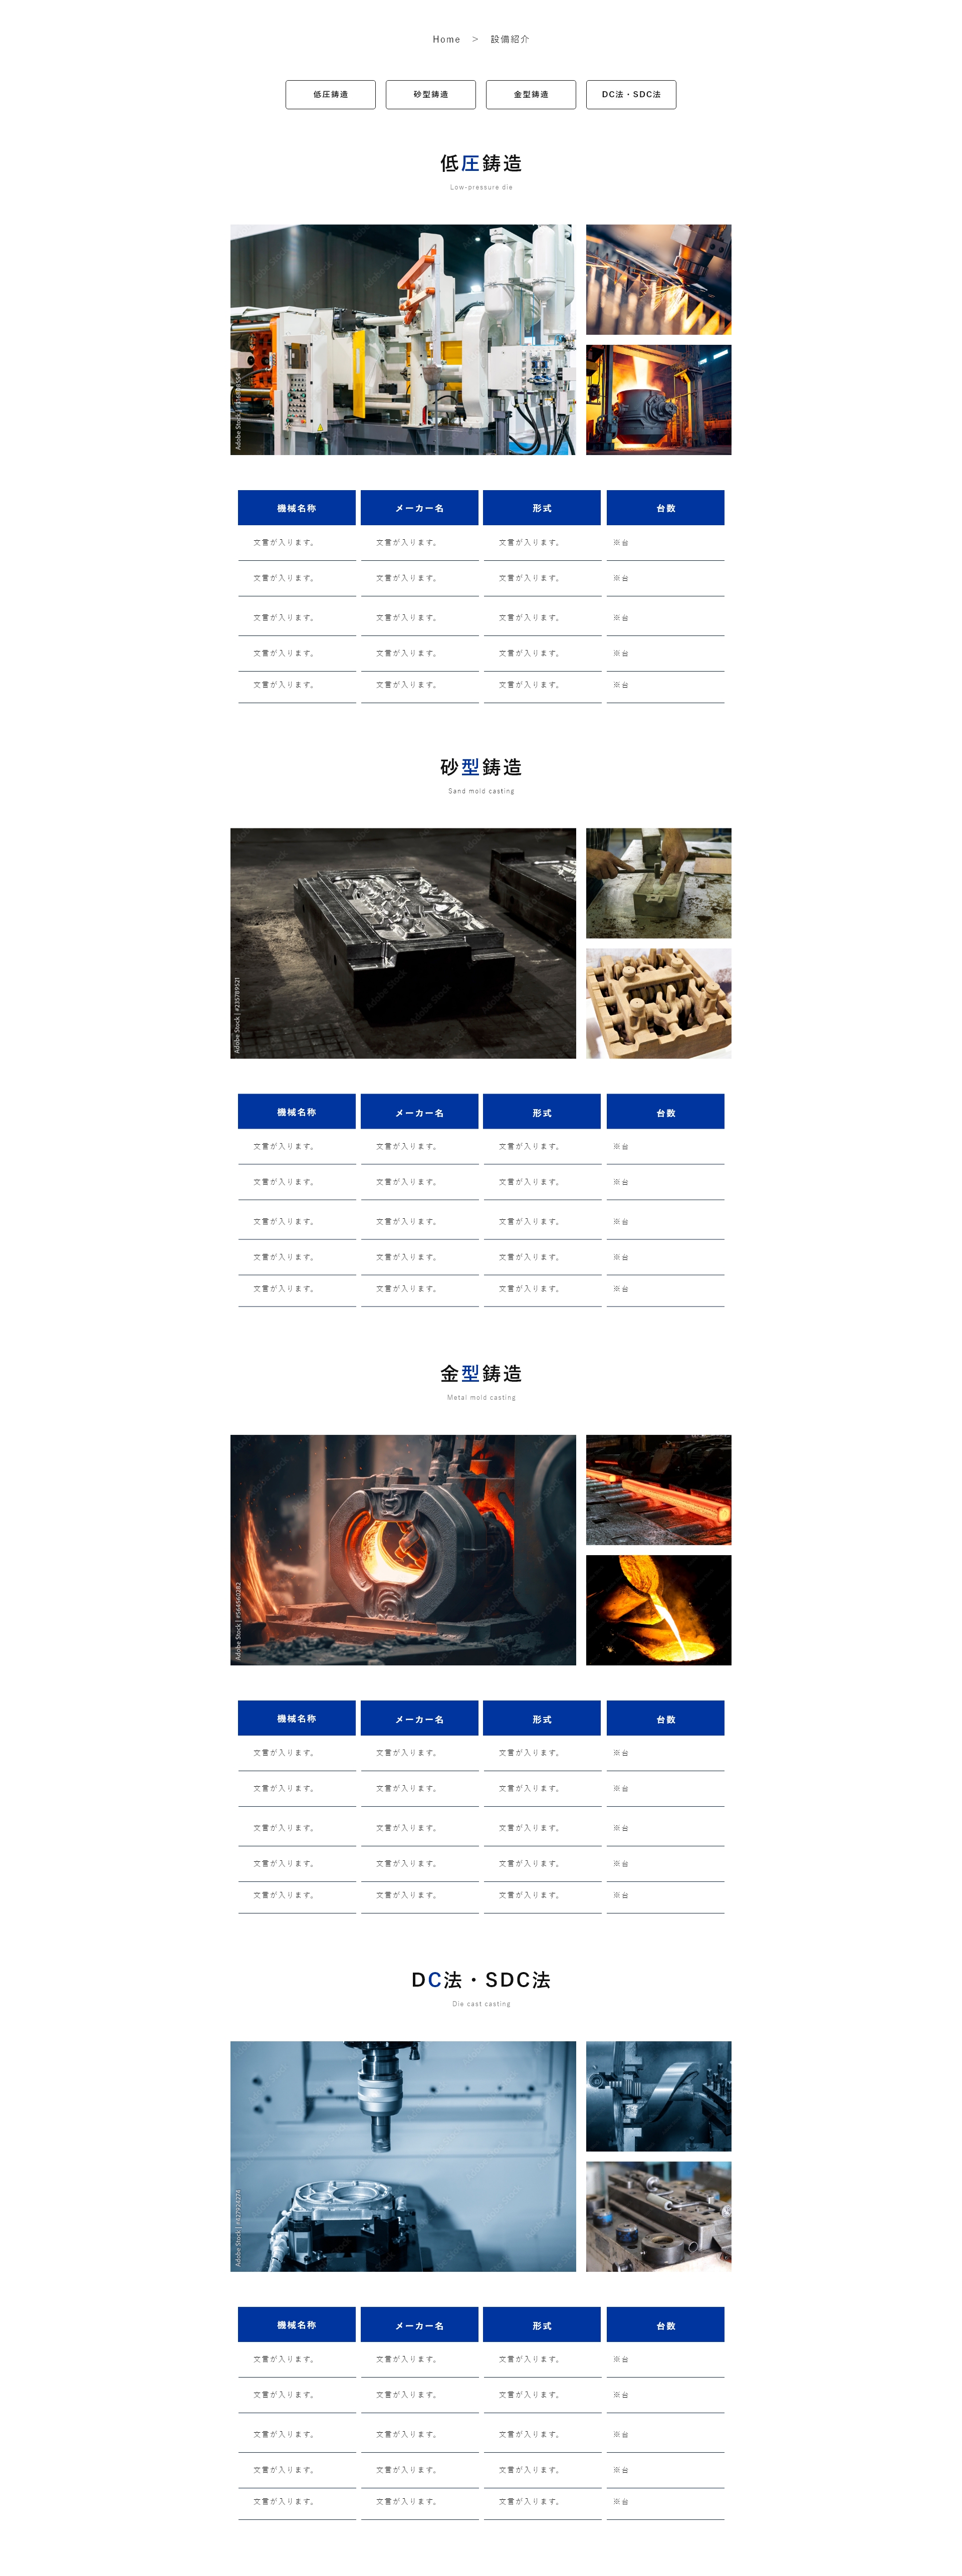 Home > 設備紹介
低圧鋳造 砂型鋳造 金型鋳造 DC法・SDC法
低圧鋳造
Low-pressure die
機械名称 メーカー名 形式 台数
文言が入ります。 文言が入ります。 文言が入ります。 ※台
文言が入ります。 文言が入ります。 文言が入ります。 ※台
文言が入ります。 文言が入ります。 文言が入ります。 ※台
文言が入ります。 文言が入ります。 文言が入ります。 ※台
文言が入ります。 文言が入ります。 文言が入ります。 ※台
砂型鋳造
Sand mold casting
Adobe Stock | #235789521
機械名称 メーカー名 形式 台数
文言が入ります。 文言が入ります。 文言が入ります。 ※台
文言が入ります。 文言が入ります。 文言が入ります。 ※台
文言が入ります。 文言が入ります。 文言が入ります。 ※台
文言が入ります。 文言が入ります。 文言が入ります。 ※台
文言が入ります。 文言が入ります。 文言が入ります。 ※台
金型鋳造
Metal mold casting
Adobe Stock | #564560282
機械名称 メーカー名 形式 台数
文言が入ります。 文言が入ります。 文言が入ります。 ※台
文言が入ります。 文言が入ります。 文言が入ります。 ※台
文言が入ります。 文言が入ります。 文言が入ります。 ※台
文言が入ります。 文言が入ります。 文言が入ります。 ※台
文言が入ります。 文言が入ります。 文言が入ります。 ※台
DC法・SDC法
Die cast casting
Adobe Stock | #427924274
機械名称 メーカー名 形式 台数
文言が入ります。 文言が入ります。 文言が入ります。 ※台
文言が入ります。 文言が入ります。 文言が入ります。 ※台
文言が入ります。 文言が入ります。 文言が入ります。 ※台
文言が入ります。 文言が入ります。 文言が入ります。 ※台
文言が入ります。 文言が入ります。 文言が入ります。 ※台